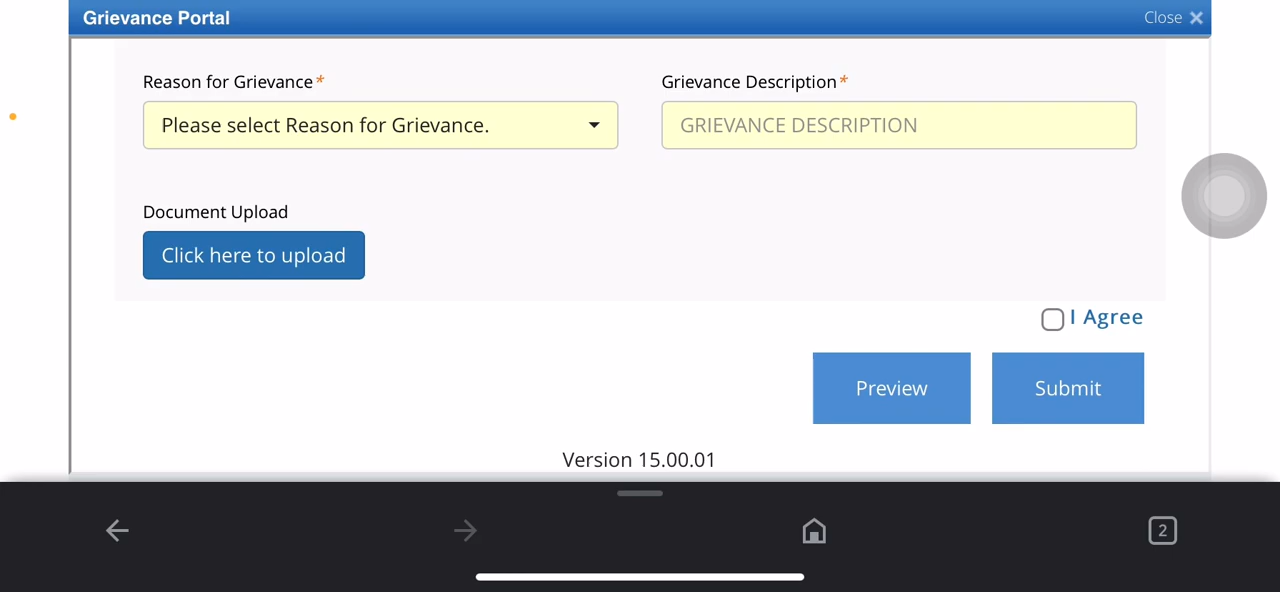 Grievance Portal
Close
Reason for Grievance*
Grievance Description*
Please select Reason for Grievance.
GRIEVANCE DESCRIPTION
Document Upload
Click here to upload
I Agree
Preview
Submit
Version 15.00.01
2